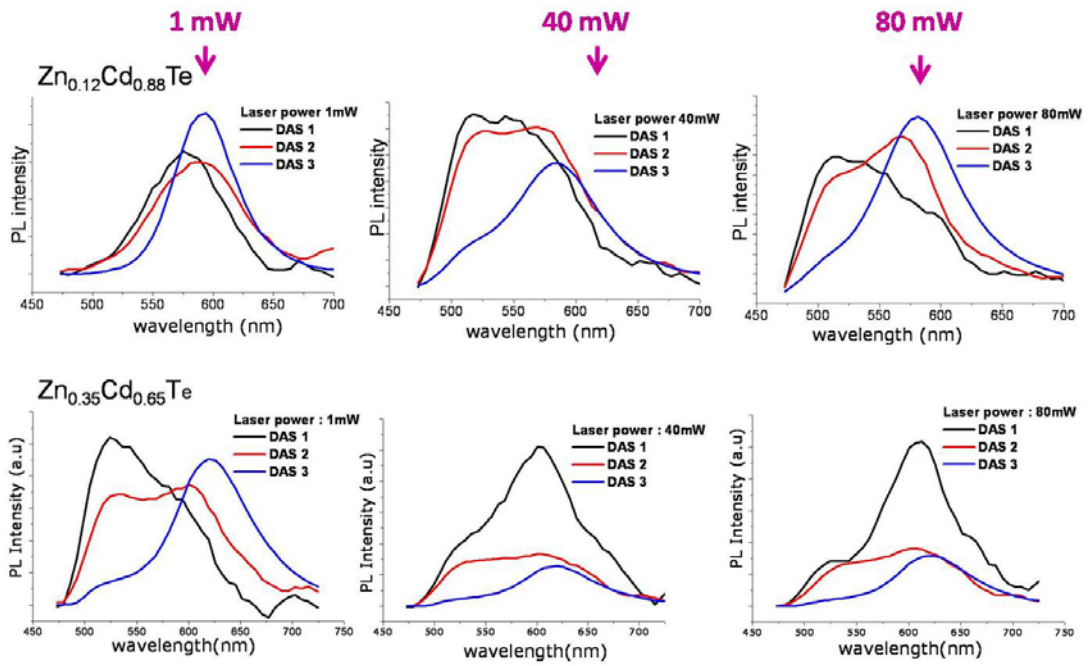 1 mW 40 mW 80 mW
Zn0.12Cd0.88Te
Laser power 1mW
DAS 1
DAS 2
DAS 3
PL intensity
450 500 550 600 650 700
wavelength (nm)
Laser power 40mW
DAS 1
DAS 2
DAS 3
PL intensity
450 500 550 600 650 700
wavelength (nm)
Laser power 80mW
DAS 1
DAS 2
DAS 3
PL intensity
450 500 550 600 650 700
wavelength (nm)
Zn0.35Cd0.65Te
Laser power : 1mW
DAS 1
DAS 2
DAS 3
PL Intensity (a.u)
450 500 550 600 650 700 750
wavelength(nm)
Laser power : 40mW
DAS 1
DAS 2
DAS 3
PL Intensity (a.u)
450 500 550 600 650 700
wavelength(nm)
Laser power : 80mW
DAS 1
DAS 2
DAS 3
PL Intensity (a.u)
450 500 550 600 650 700 750
wavelength(nm)